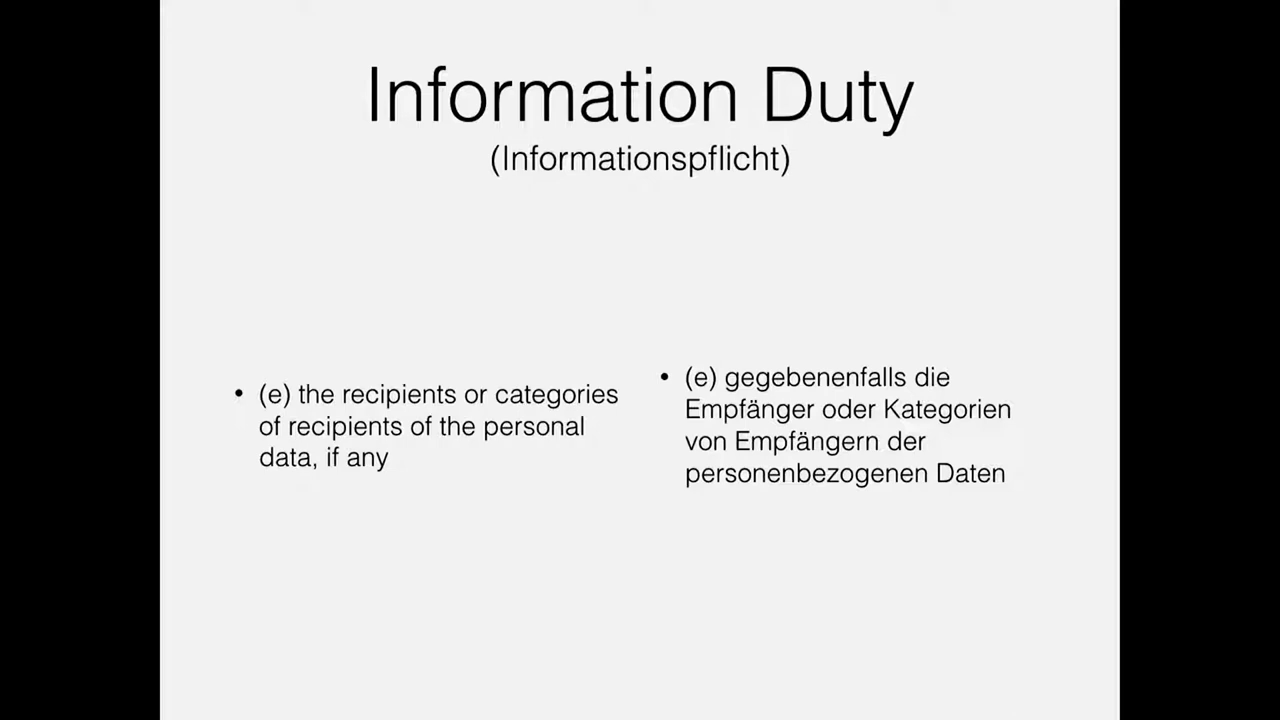 Information Duty
(Informationspflicht)
• (e) the recipients or categories
of recipients of the personal
data, if any
• (e) gegebenenfalls die
Empfänger oder Kategorien
von Empfängern der
personenbezogenen Daten